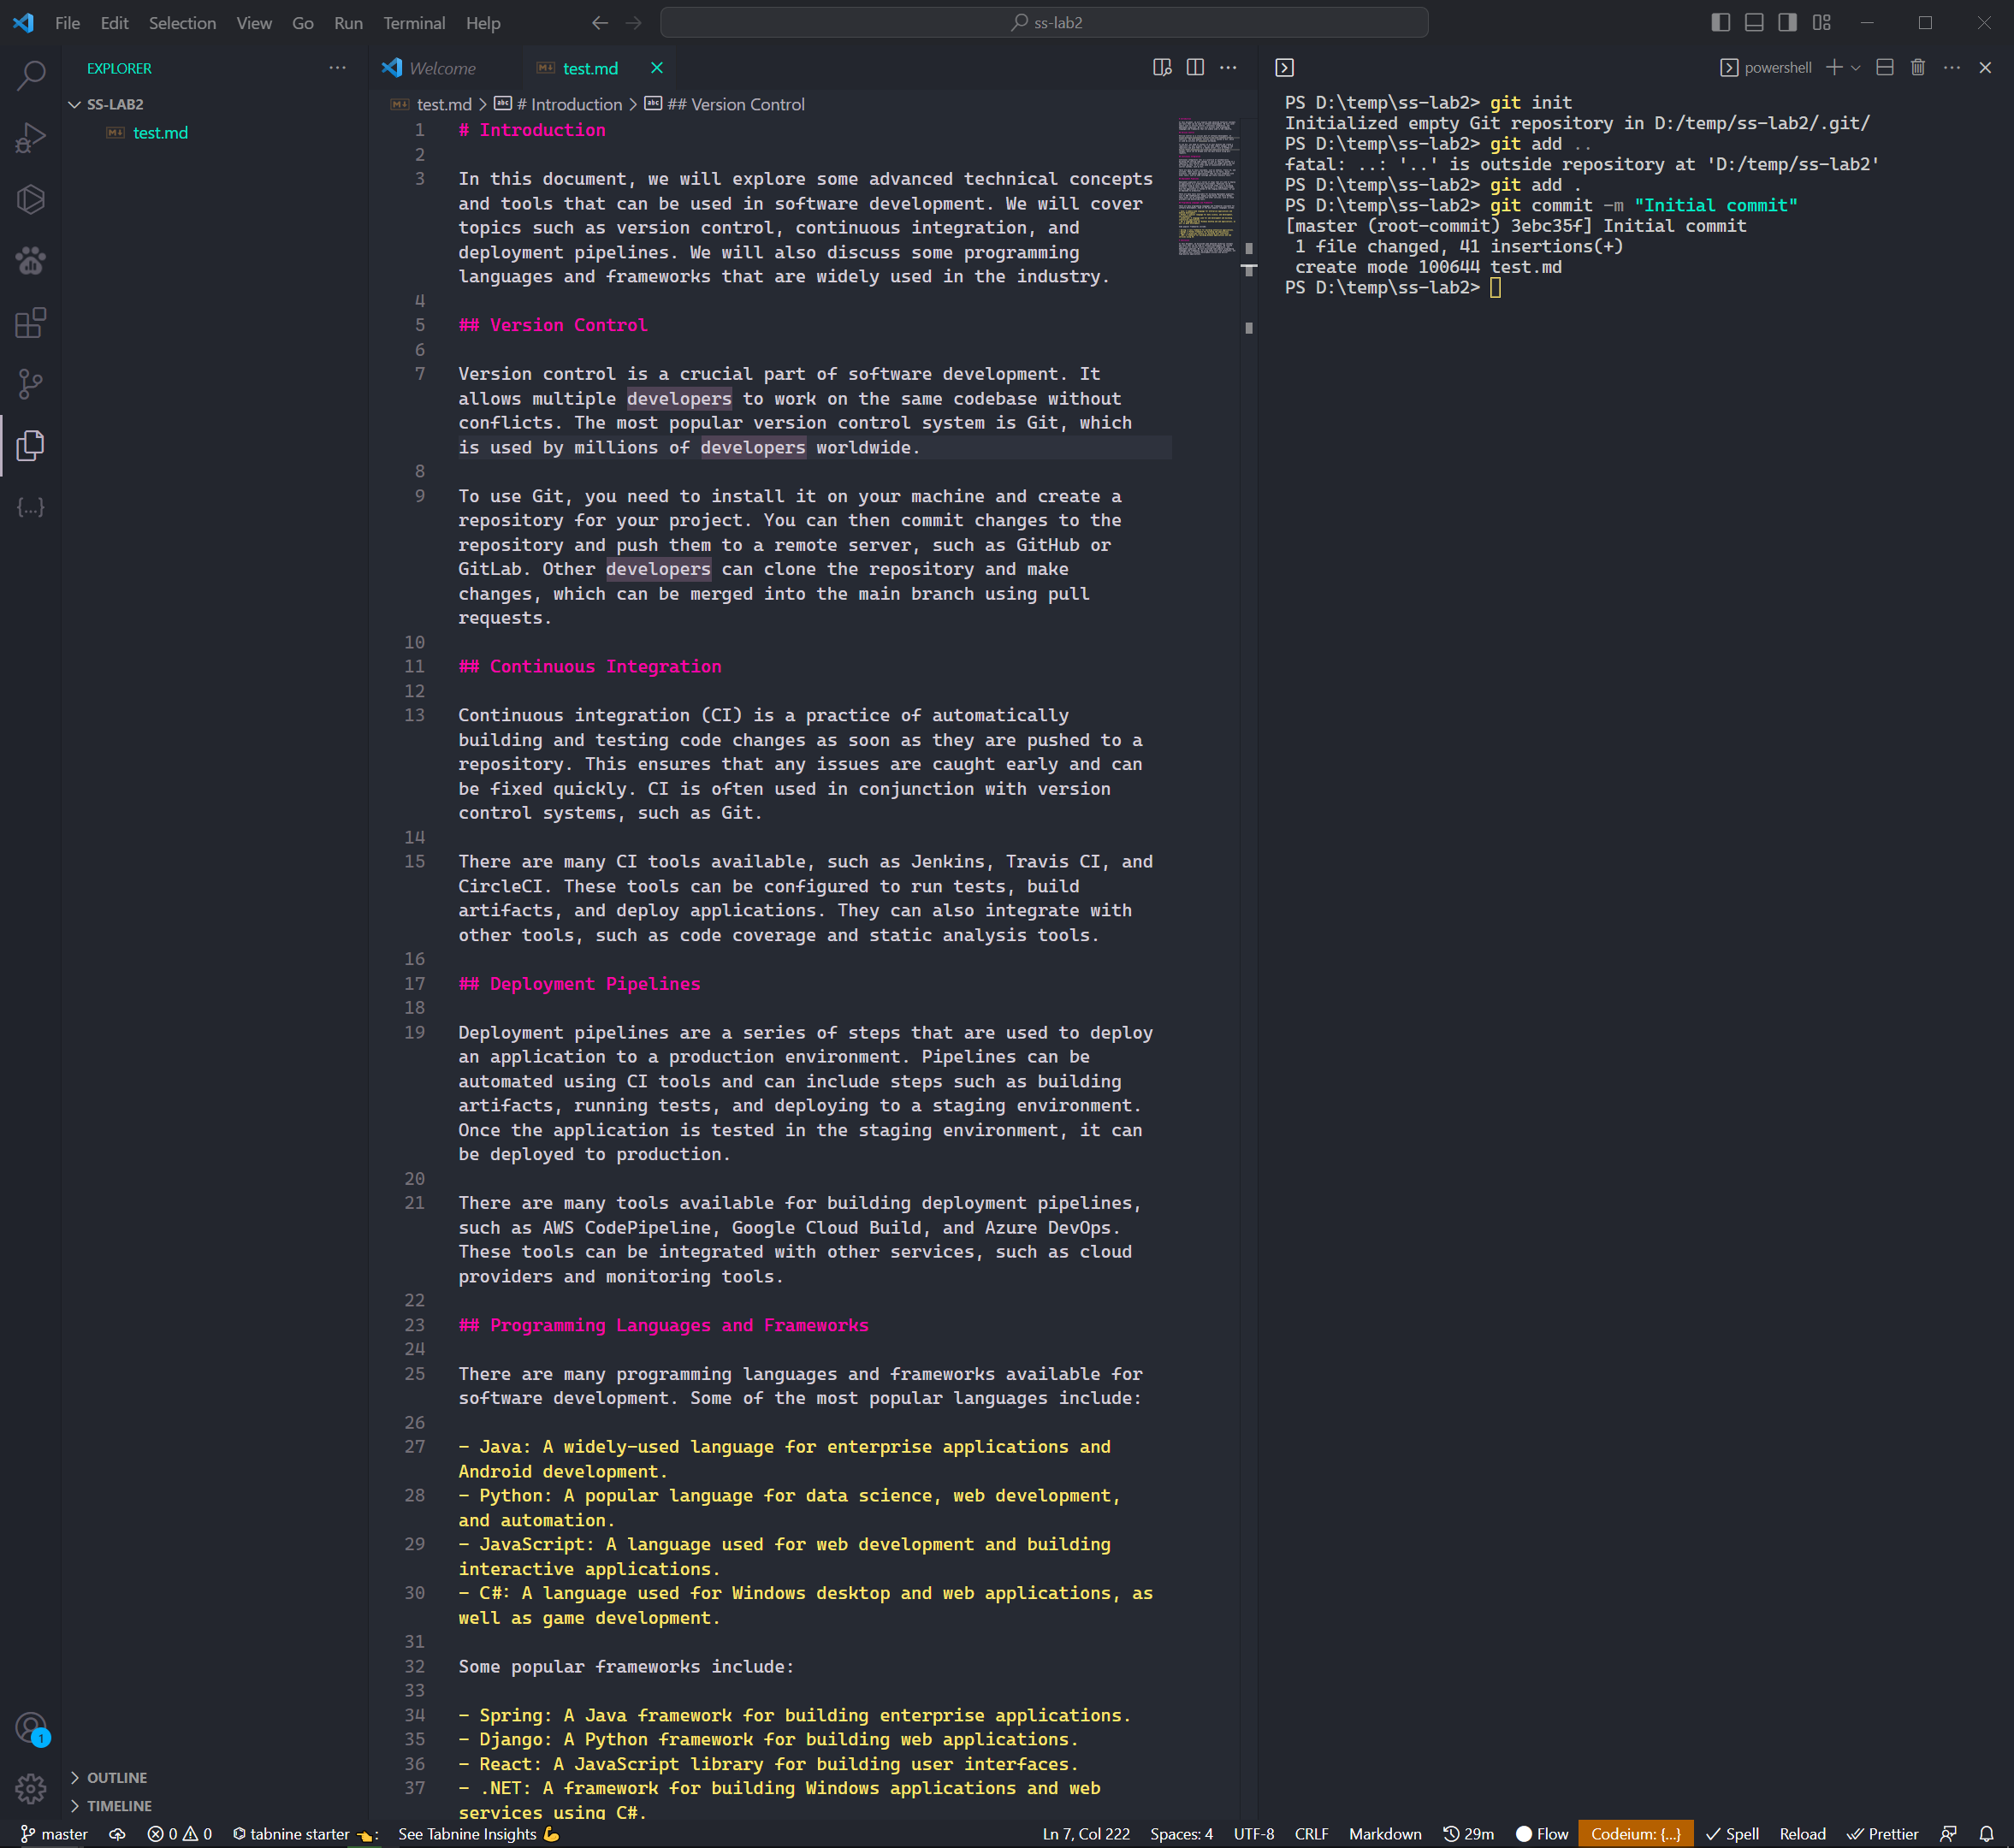 File Edit Selection View Go Run Terminal Help
ss-lab2
EXPLORER
SS-LAB2
test.md
OUTLINE
TIMELINE
Welcome
test.md
test.md > # Introduction > ## Version Control
1 # Introduction
2
3 In this document, we will explore some advanced technical concepts
and tools that can be used in software development. We will cover
topics such as version control, continuous integration, and
deployment pipelines. We will also discuss some programming
languages and frameworks that are widely used in the industry.
4
5 ## Version Control
6
7 Version control is a crucial part of software development. It
allows multiple developers to work on the same codebase without
conflicts. The most popular version control system is Git, which
is used by millions of developers worldwide.
8
9 To use Git, you need to install it on your machine and create a
repository for your project. You can then commit changes to the
repository and push them to a remote server, such as GitHub or
GitLab. Other developers can clone the repository and make
changes, which can be merged into the main branch using pull
requests.
10
11 ## Continuous Integration
12
13 Continuous integration (CI) is a practice of automatically
building and testing code changes as soon as they are pushed to a
repository. This ensures that any issues are caught early and can
be fixed quickly. CI is often used in conjunction with version
control systems, such as Git.
14
15 There are many CI tools available, such as Jenkins, Travis CI, and
CircleCI. These tools can be configured to run tests, build
artifacts, and deploy applications. They can also integrate with
other tools, such as code coverage and static analysis tools.
16
17 ## Deployment Pipelines
18
19 Deployment pipelines are a series of steps that are used to deploy
an application to a production environment. Pipelines can be
automated using CI tools and can include steps such as building
artifacts, running tests, and deploying to a staging environment.
Once the application is tested in the staging environment, it can
be deployed to production.
20
21 There are many tools available for building deployment pipelines,
such as AWS CodePipeline, Google Cloud Build, and Azure DevOps.
These tools can be integrated with other services, such as cloud
providers and monitoring tools.
22
23 ## Programming Languages and Frameworks
24
25 There are many programming languages and frameworks available for
software development. Some of the most popular languages include:
26
27 - Java: A widely-used language for enterprise applications and
Android development.
28 - Python: A popular language for data science, web development,
and automation.
29 - JavaScript: A language used for web development and building
interactive applications.
30 - C#: A language used for Windows desktop and web applications, as
well as game development.
31
32 Some popular frameworks include:
33
34 - Spring: A Java framework for building enterprise applications.
35 - Django: A Python framework for building web applications.
36 - React: A JavaScript library for building user interfaces.
37 - .NET: A framework for building Windows applications and web
services using C#.
powershell
PS D:\temp\ss-lab2> git init
Initialized empty Git repository in D:/temp/ss-lab2/.git/
PS D:\temp\ss-lab2> git add ..
fatal: ..: '..' is outside repository at 'D:/temp/ss-lab2'
PS D:\temp\ss-lab2> git add .
PS D:\temp\ss-lab2> git commit -m "Initial commit"
[master (root-commit) 3ebc35f] Initial commit
1 file changed, 41 insertions(+)
create mode 100644 test.md
PS D:\temp\ss-lab2>
1
master 0 0 tabnine starter 👈: See Tabnine Insights 💪 Ln 7, Col 222 Spaces: 4 UTF-8 CRLF Markdown 29m Flow Codeium: {...} Spell Reload Prettier